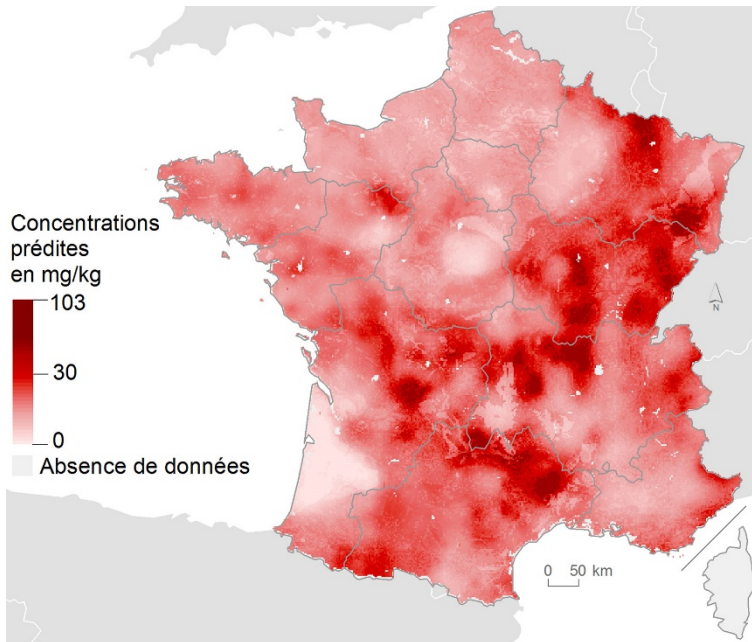 Concentrations
prédites
en mg/kg
103
30
0
Absence de données
N
0 50 km